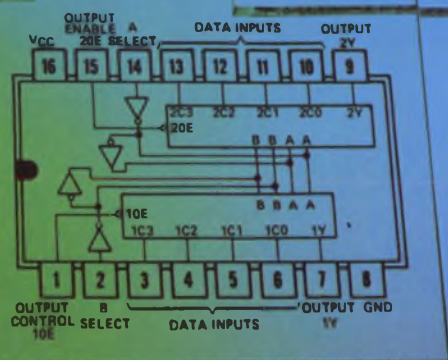 OUTPUT
ENABLE A DATA INPUTS OUTPUT
VCC 2OE SELECT 2Y
16 15 14 13 12 11 10 9
2C3 2C2 2C1 2C0 2Y
2OE
B B A A
B B A A
1OE
1C3 1C2 1C1 1C0 1Y
1 2 3 4 5 6 7 8
OUTPUT B OUTPUT GND
CONTROL SELECT DATA INPUTS 1Y
1OE